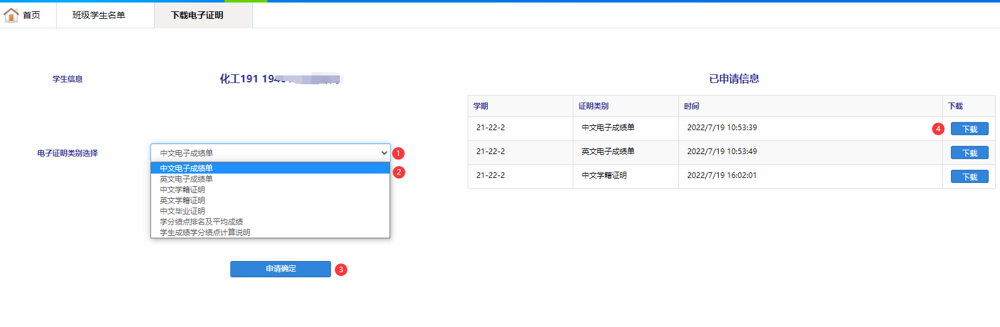 首页 班级学生名单 下载电子证明
学生信息 化工191
已申请信息
学期 证明类别 时间 下载
21-22-2 中文电子成绩单 2022/7/19 10:53:39 4 下载
21-22-2 英文电子成绩单 2022/7/19 10:53:49 下载
21-22-2 中文学籍证明 2022/7/19 16:02:01 下载
电子证明类别选择 中文电子成绩单 1
中文电子成绩单 2
英文电子成绩单
中文学籍证明
英文学籍证明
中文毕业证明
学分绩点排名及平均成绩
学生成绩学分绩点计算说明
申请确定 3